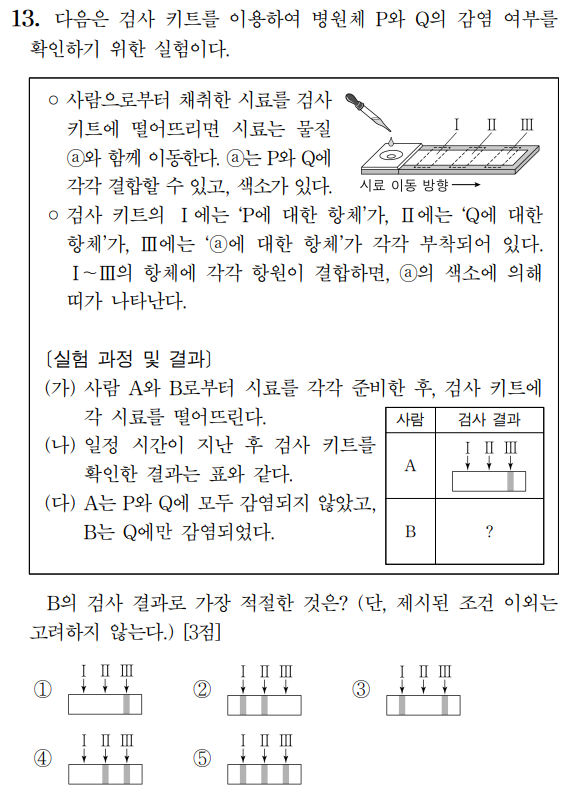 13. 다음은 검사 키트를 이용하여 병원체 P와 Q의 감염 여부를
확인하기 위한 실험이다.
○ 사람으로부터 채취한 시료를 검사
키트에 떨어뜨리면 시료는 물질
ⓐ와 함께 이동한다. ⓐ는 P와 Q에
각각 결합할 수 있고, 색소가 있다.
Ⅰ Ⅱ Ⅲ
시료 이동 방향
○ 검사 키트의 Ⅰ에는 ‘P에 대한 항체’가, Ⅱ에는 ‘Q에 대한
항체’가, Ⅲ에는 ‘ⓐ에 대한 항체’가 각각 부착되어 있다.
Ⅰ~Ⅲ의 항체에 각각 항원이 결합하면, ⓐ의 색소에 의해
띠가 나타난다.
〔실험 과정 및 결과〕
(가) 사람 A와 B로부터 시료를 각각 준비한 후, 검사 키트에
각 시료를 떨어뜨린다.
(나) 일정 시간이 지난 후 검사 키트를
확인한 결과는 표와 같다.
(다) A는 P와 Q에 모두 감염되지 않았고,
B는 Q에만 감염되었다.
사람 검사 결과
Ⅰ Ⅱ Ⅲ
A
B ?
B의 검사 결과로 가장 적절한 것은? (단, 제시된 조건 이외는
고려하지 않는다.) [3점]
Ⅰ Ⅱ Ⅲ Ⅰ Ⅱ Ⅲ Ⅰ Ⅱ Ⅲ
① ② ③
Ⅰ Ⅱ Ⅲ Ⅰ Ⅱ Ⅲ
④ ⑤